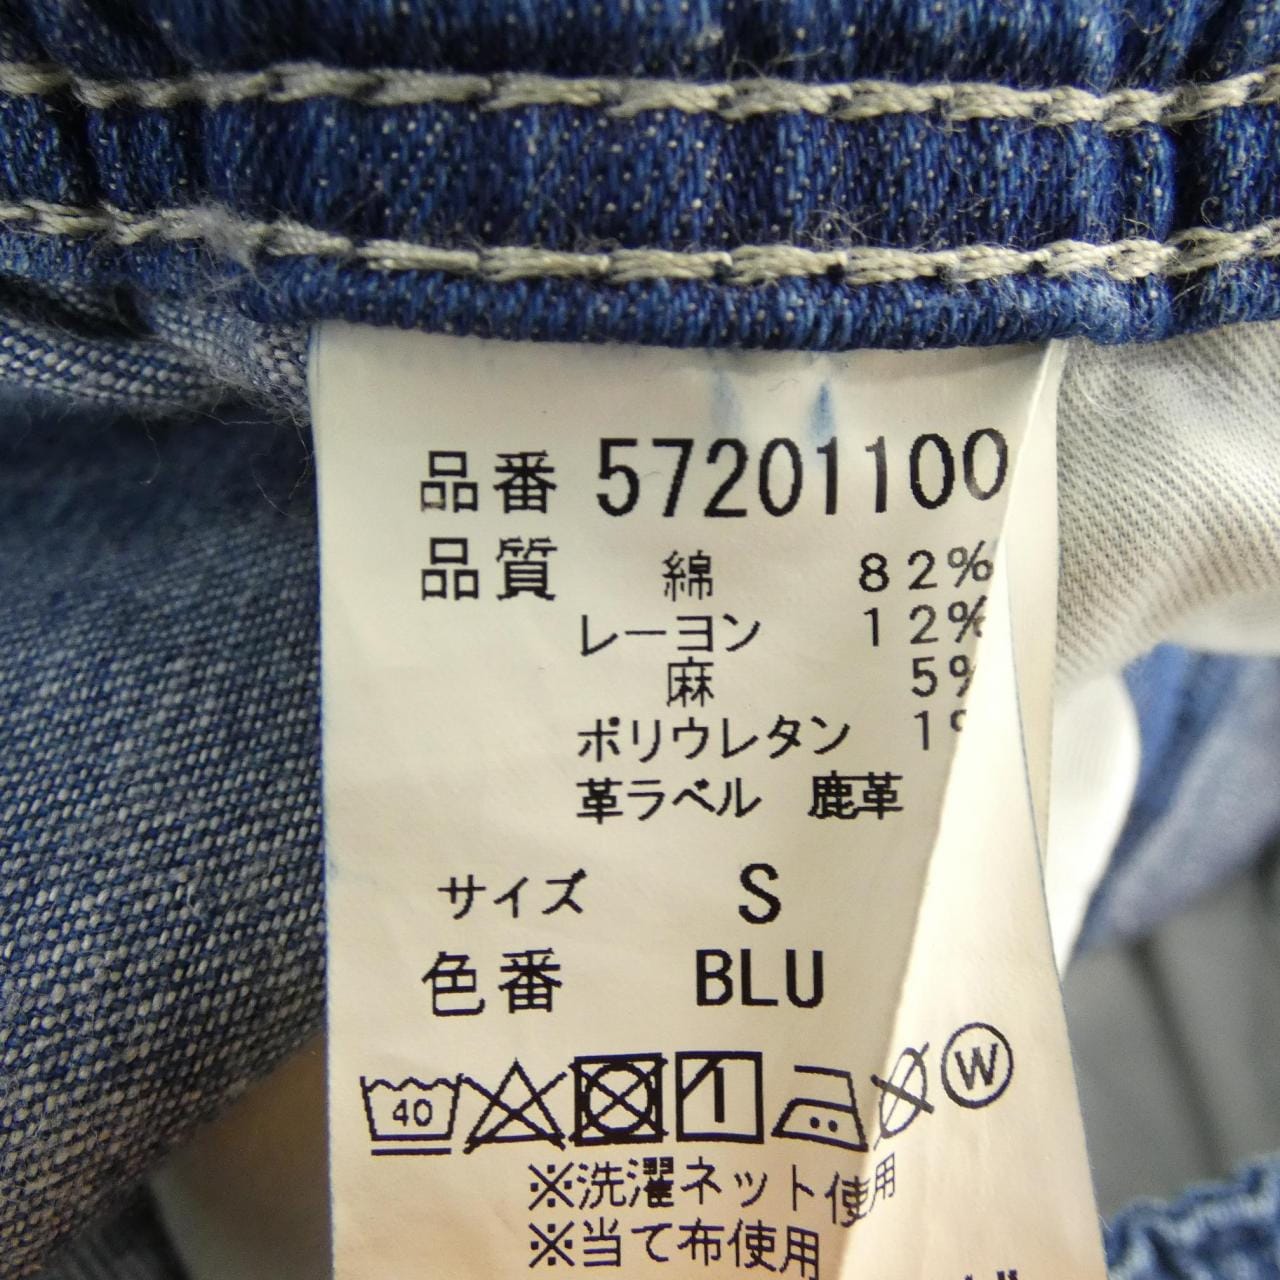 品番 57201100
品質 綿 82%
レーヨン 12%
麻 5%
ポリウレタン 1%
革ラベル 鹿革
サイズ S
色番 BLU
40 W
※洗濯ネット使用
※当て布使用